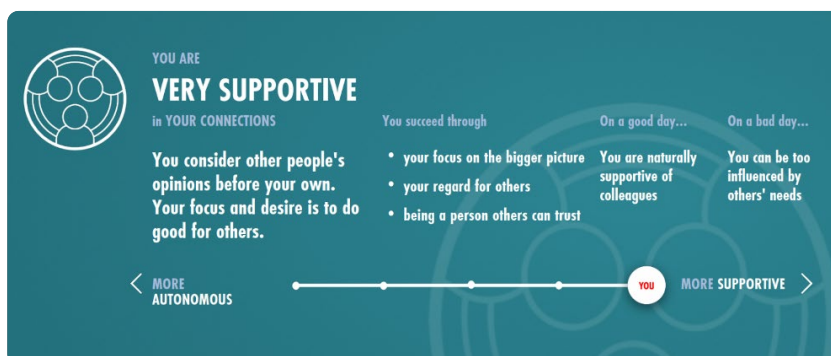 YOU ARE
VERY SUPPORTIVE
in YOUR CONNECTIONS
You consider other people's
opinions before your own.
Your focus and desire is to do
good for others.
You succeed through
• your focus on the bigger picture
• your regard for others
• being a person others can trust
On a good day...
You are naturally
supportive of
colleagues
On a bad day...
You can be too
influenced by
others' needs
MORE
AUTONOMOUS
YOU
MORE SUPPORTIVE